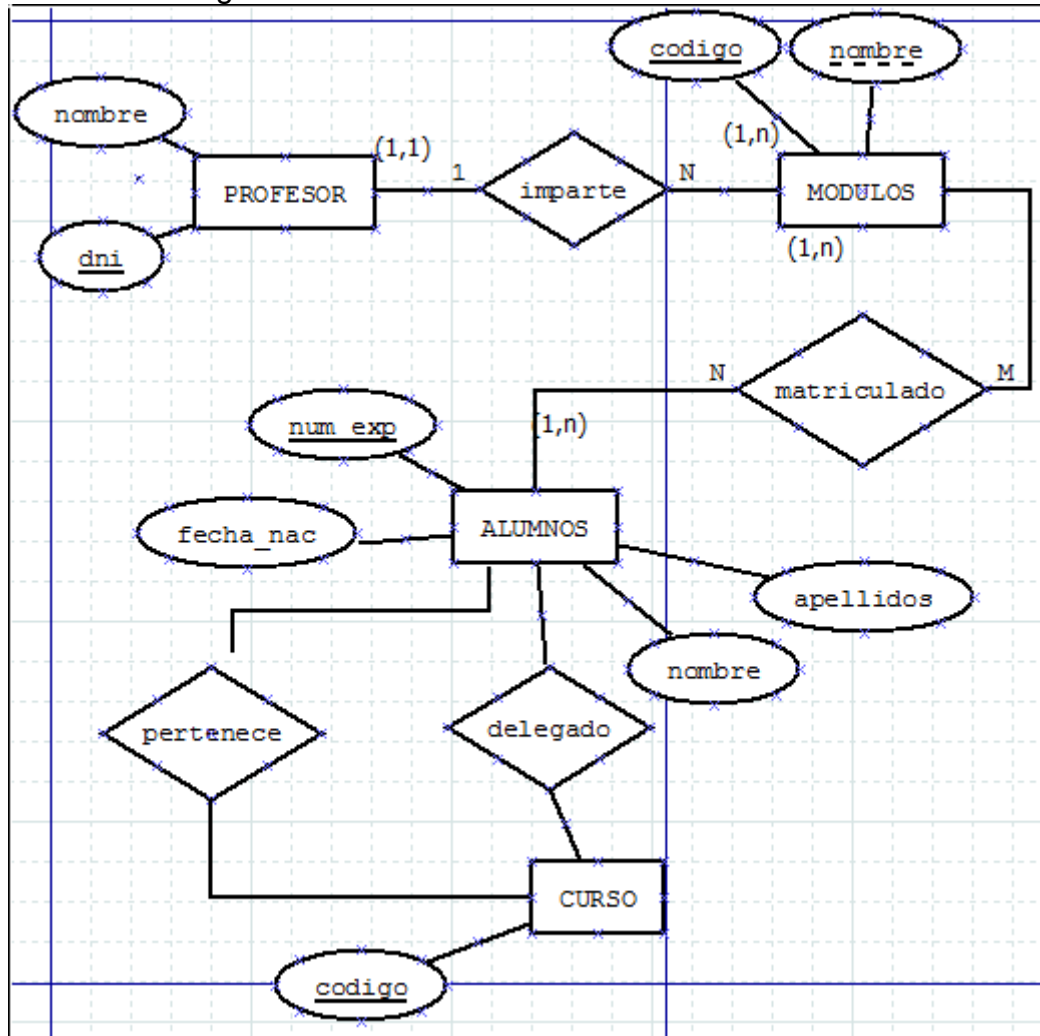 codigo
nombre
nombre
(1,1)
(1,n)
PROFESOR
1
imparte
N
MODULOS
dni
(1,n)
N
matriculado
M
num_exp
(1,n)
fecha_nac
ALUMNOS
apellidos
nombre
pertenece
delegado
CURSO
codigo